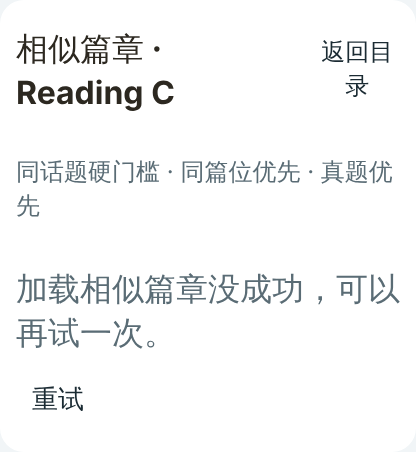 相似篇章 ·
Reading C
返回目
录
同话题硬门槛 · 同篇位优先 · 真题优
先
加载相似篇章没成功，可以
再试一次。
重试